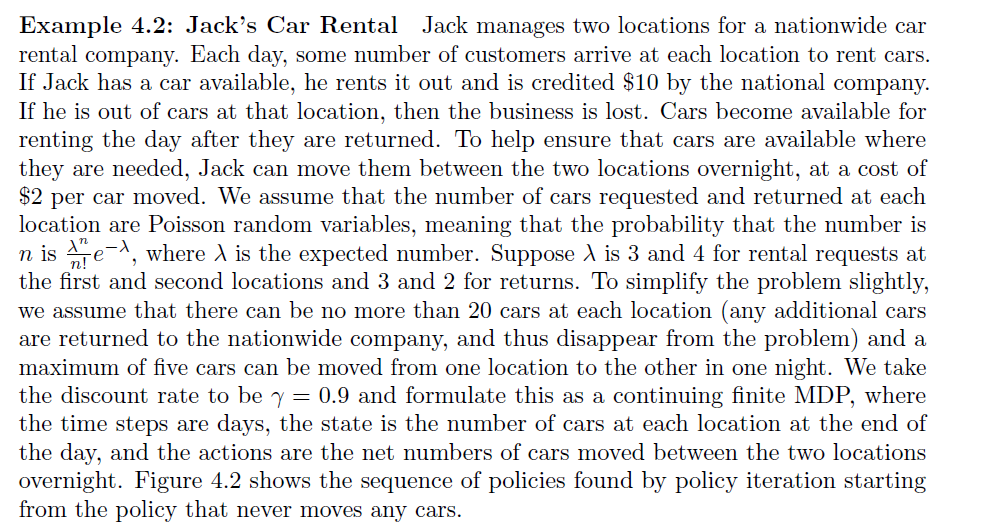 Example 4.2: Jack's Car Rental Jack manages two locations for a nationwide car
rental company. Each day, some number of customers arrive at each location to rent cars.
If Jack has a car available, he rents it out and is credited $10 by the national company.
If he is out of cars at that location, then the business is lost. Cars become available for
renting the day after they are returned. To help ensure that cars are available where
they are needed, Jack can move them between the two locations overnight, at a cost of
$2 per car moved. We assume that the number of cars requested and returned at each
location are Poisson random variables, meaning that the probability that the number is
n is λⁿ/n! e^−λ, where λ is the expected number. Suppose λ is 3 and 4 for rental requests at
the first and second locations and 3 and 2 for returns. To simplify the problem slightly,
we assume that there can be no more than 20 cars at each location (any additional cars
are returned to the nationwide company, and thus disappear from the problem) and a
maximum of five cars can be moved from one location to the other in one night. We take
the discount rate to be γ = 0.9 and formulate this as a continuing finite MDP, where
the time steps are days, the state is the number of cars at each location at the end of
the day, and the actions are the net numbers of cars moved between the two locations
overnight. Figure 4.2 shows the sequence of policies found by policy iteration starting
from the policy that never moves any cars.